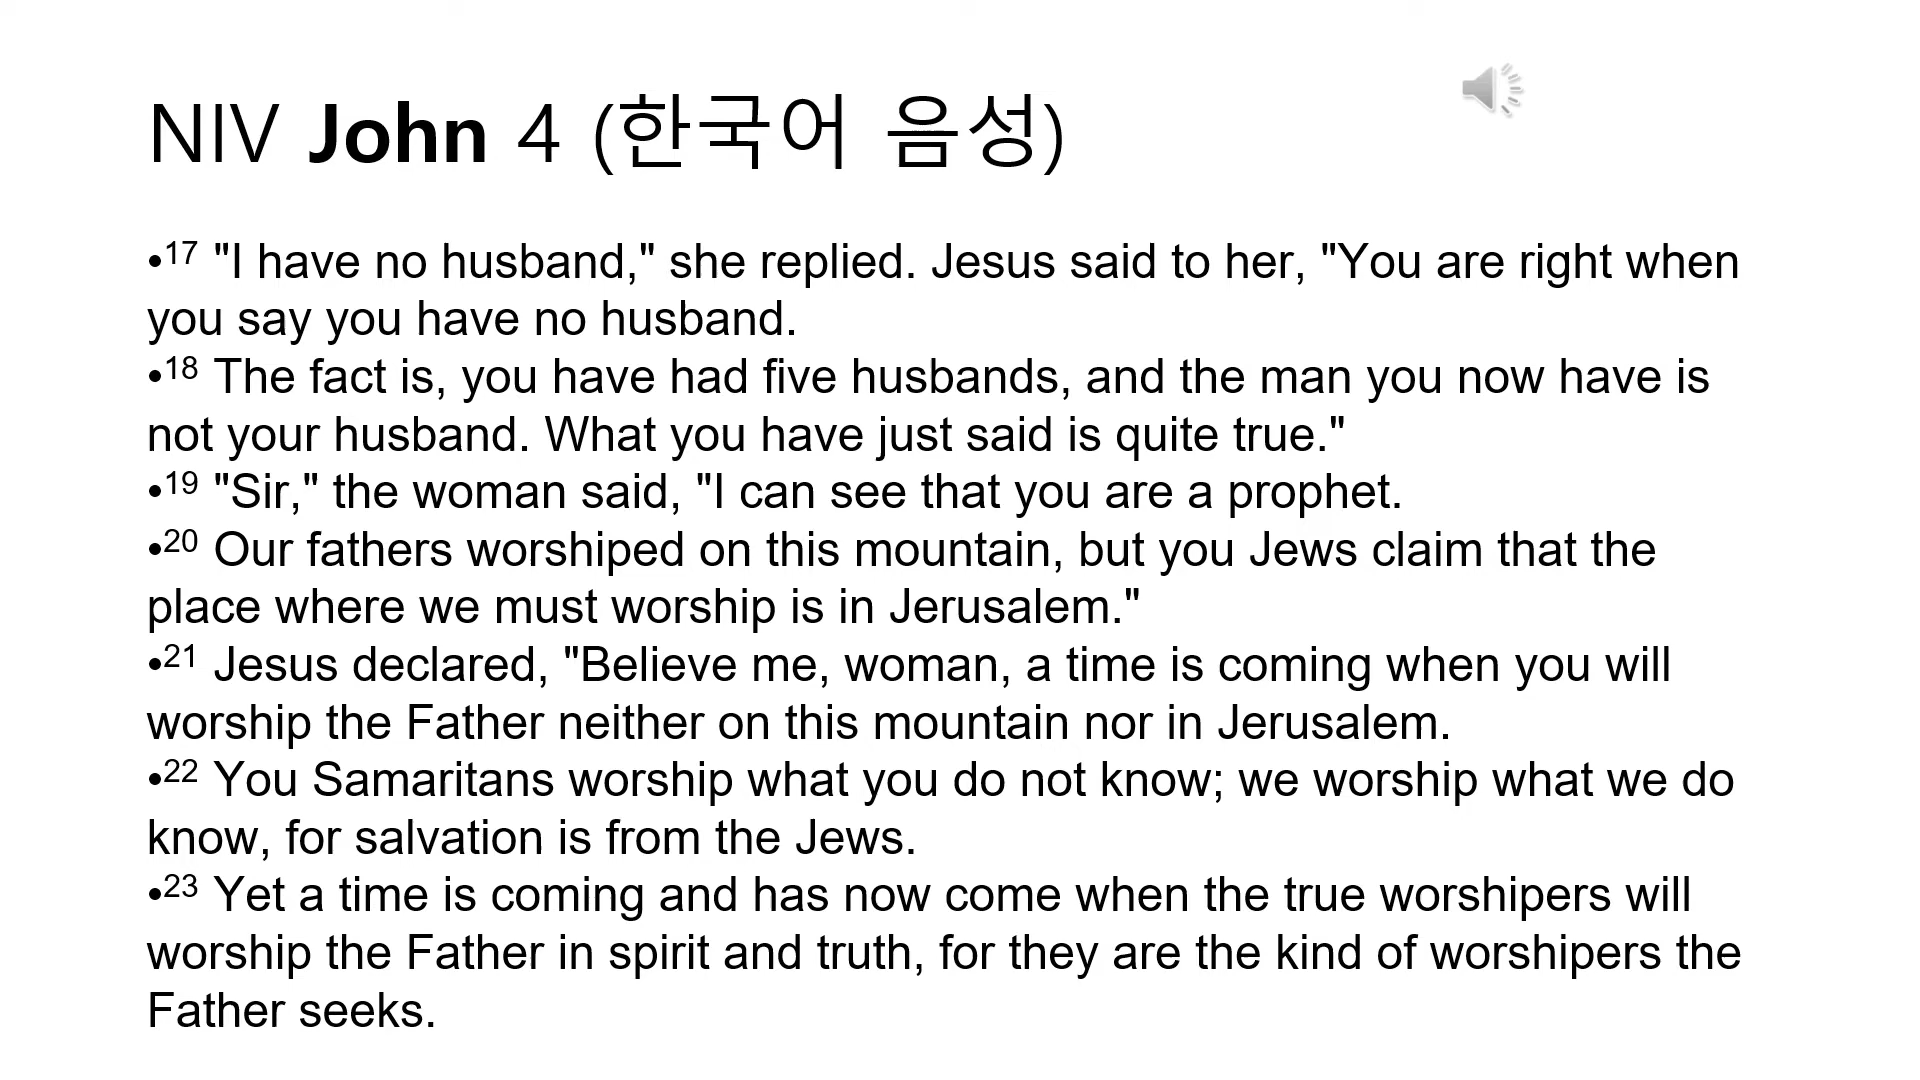 NIV John 4 (한국어 음성)
•17 "I have no husband," she replied. Jesus said to her, "You are right when
you say you have no husband.
•18 The fact is, you have had five husbands, and the man you now have is
not your husband. What you have just said is quite true."
•19 "Sir," the woman said, "I can see that you are a prophet.
•20 Our fathers worshiped on this mountain, but you Jews claim that the
place where we must worship is in Jerusalem."
•21 Jesus declared, "Believe me, woman, a time is coming when you will
worship the Father neither on this mountain nor in Jerusalem.
•22 You Samaritans worship what you do not know; we worship what we do
know, for salvation is from the Jews.
•23 Yet a time is coming and has now come when the true worshipers will
worship the Father in spirit and truth, for they are the kind of worshipers the
Father seeks.